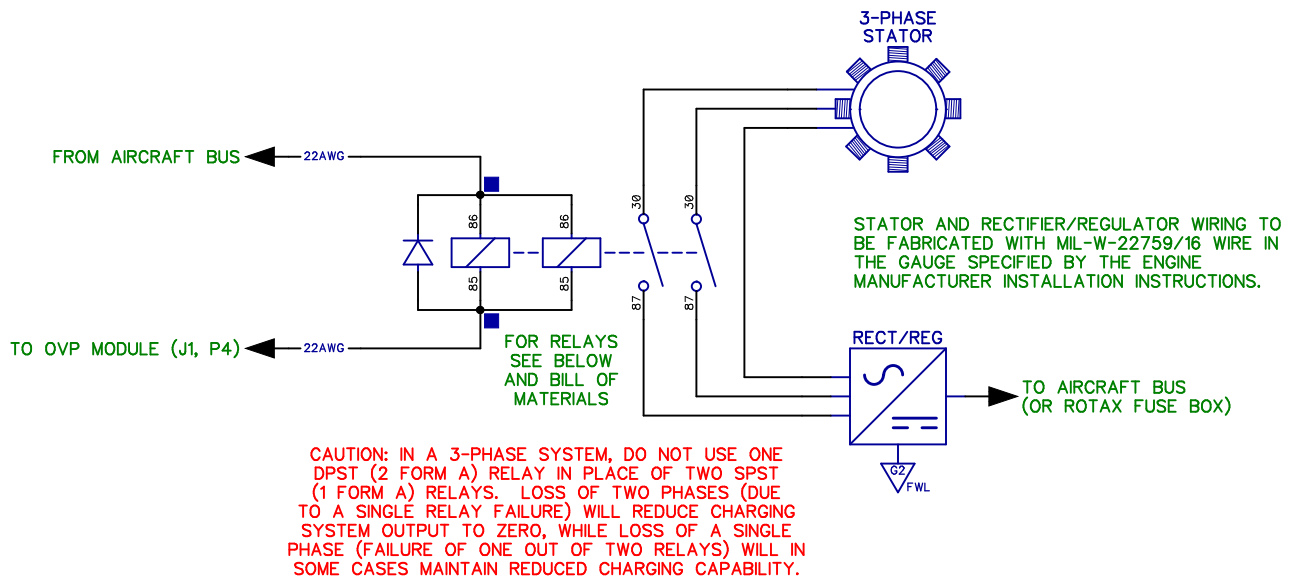 3-PHASE
STATOR
FROM AIRCRAFT BUS
22AWG
30
30
86
86
STATOR AND RECTIFIER/REGULATOR WIRING TO
BE FABRICATED WITH MIL-W-22759/16 WIRE IN
THE GAUGE SPECIFIED BY THE ENGINE
MANUFACTURER INSTALLATION INSTRUCTIONS.
85
85
87
87
TO OVP MODULE (J1, P4)
22AWG
FOR RELAYS
SEE BELOW
AND BILL OF
MATERIALS
RECT/REG
TO AIRCRAFT BUS
(OR ROTAX FUSE BOX)
G2
FWL
CAUTION: IN A 3-PHASE SYSTEM, DO NOT USE ONE
DPST (2 FORM A) RELAY IN PLACE OF TWO SPST
(1 FORM A) RELAYS. LOSS OF TWO PHASES (DUE
TO A SINGLE RELAY FAILURE) WILL REDUCE CHARGING
SYSTEM OUTPUT TO ZERO, WHILE LOSS OF A SINGLE
PHASE (FAILURE OF ONE OUT OF TWO RELAYS) WILL IN
SOME CASES MAINTAIN REDUCED CHARGING CAPABILITY.